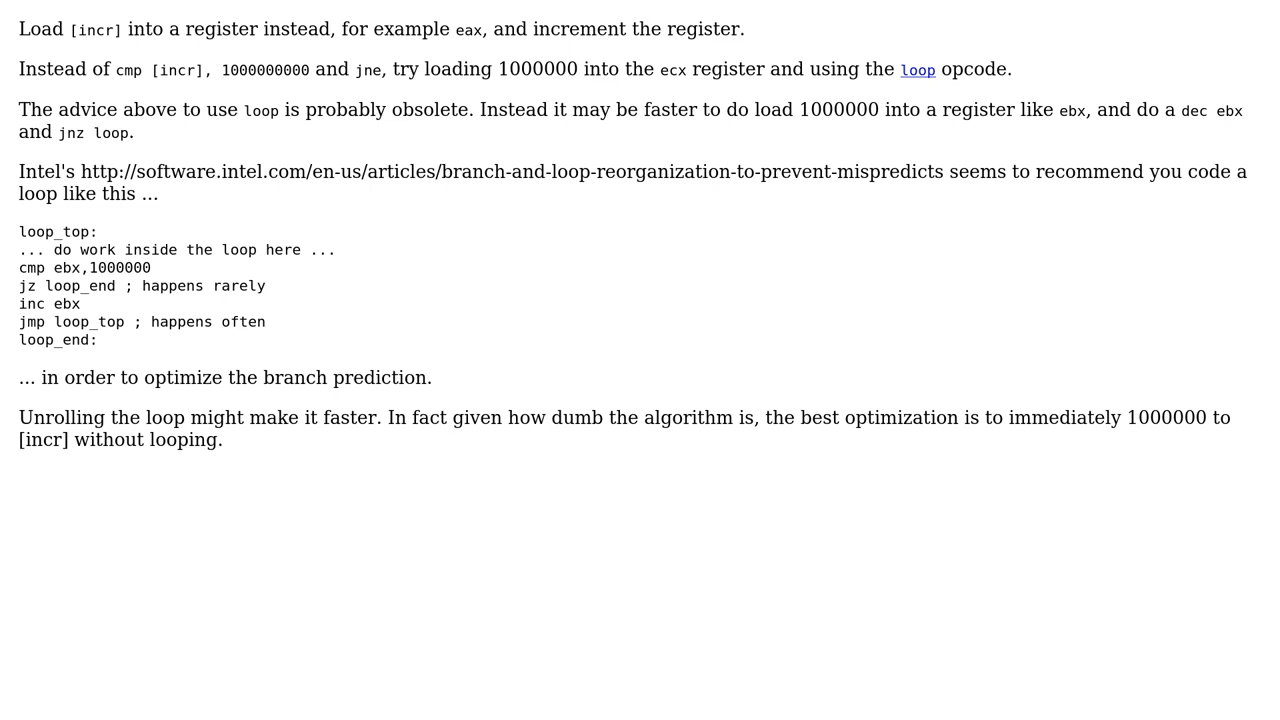 Load [incr] into a register instead, for example eax, and increment the register.
Instead of cmp [incr], 1000000000 and jne, try loading 1000000 into the ecx register and using the loop opcode.
The advice above to use loop is probably obsolete. Instead it may be faster to do load 1000000 into a register like ebx, and do a dec ebx
and jnz loop.
Intel's http://software.intel.com/en-us/articles/branch-and-loop-reorganization-to-prevent-mispredicts seems to recommend you code a
loop like this ...
loop_top:
... do work inside the loop here ...
cmp ebx,1000000
jz loop_end ; happens rarely
inc ebx
jmp loop_top ; happens often
loop_end:
... in order to optimize the branch prediction.
Unrolling the loop might make it faster. In fact given how dumb the algorithm is, the best optimization is to immediately 1000000 to
[incr] without looping.